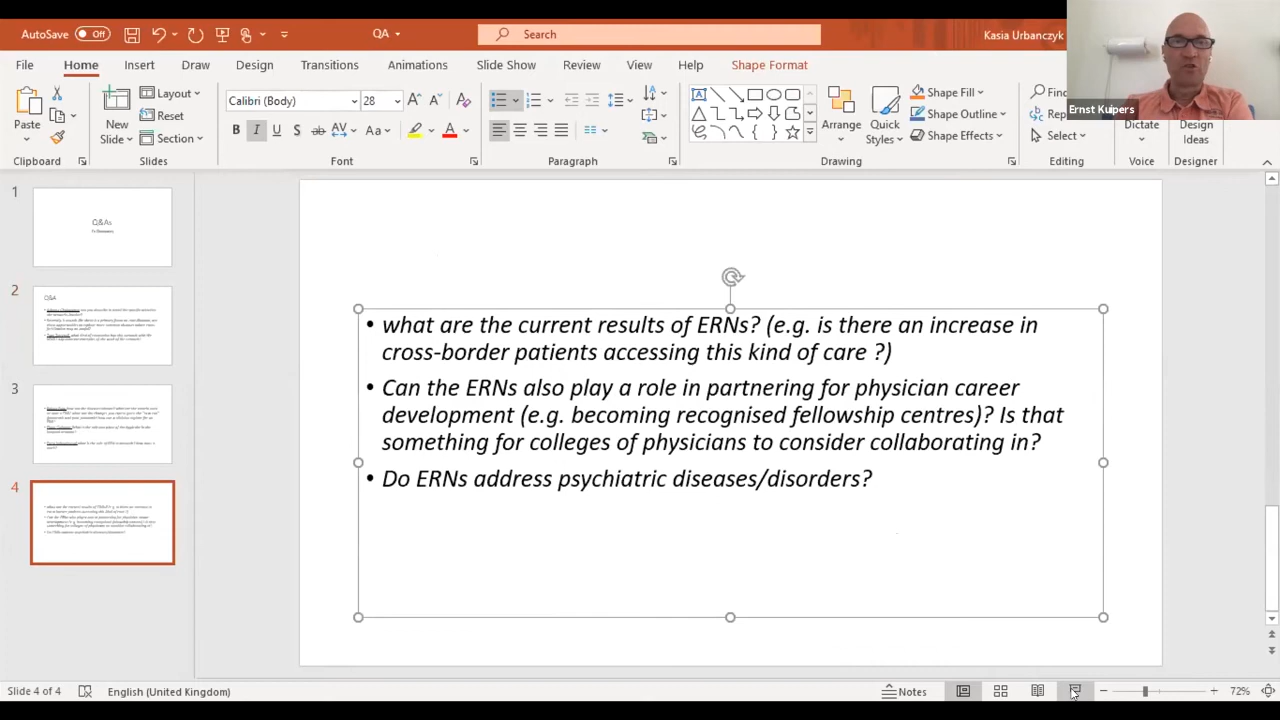 AutoSave Off QA Search Kasia Urbanczyk
File Home Insert Draw Design Transitions Animations Slide Show Review View Help Shape Format
Ernst Kuipers
Paste
Clipboard
New
Slides
Layout
Reset
Section
Slides
Calibri (Body) 28
Font
Paragraph
Arrange
Quick
Styles
Shape Fill
Shape Outline
Shape Effects
Drawing
Select
Editing
Dictate
Voice
Design
Ideas
Designer
1
Q&As
2
Q&A
3
4
• what are the current results of ERNs? (e.g. is there an increase in
cross-border patients accessing this kind of care ?)
• Can the ERNs also play a role in partnering for physician career
development (e.g. becoming recognised fellowship centres)? Is that
something for colleges of physicians to consider collaborating in?
• Do ERNs address psychiatric diseases/disorders?
Slide 4 of 4 English (United Kingdom) Notes 72%